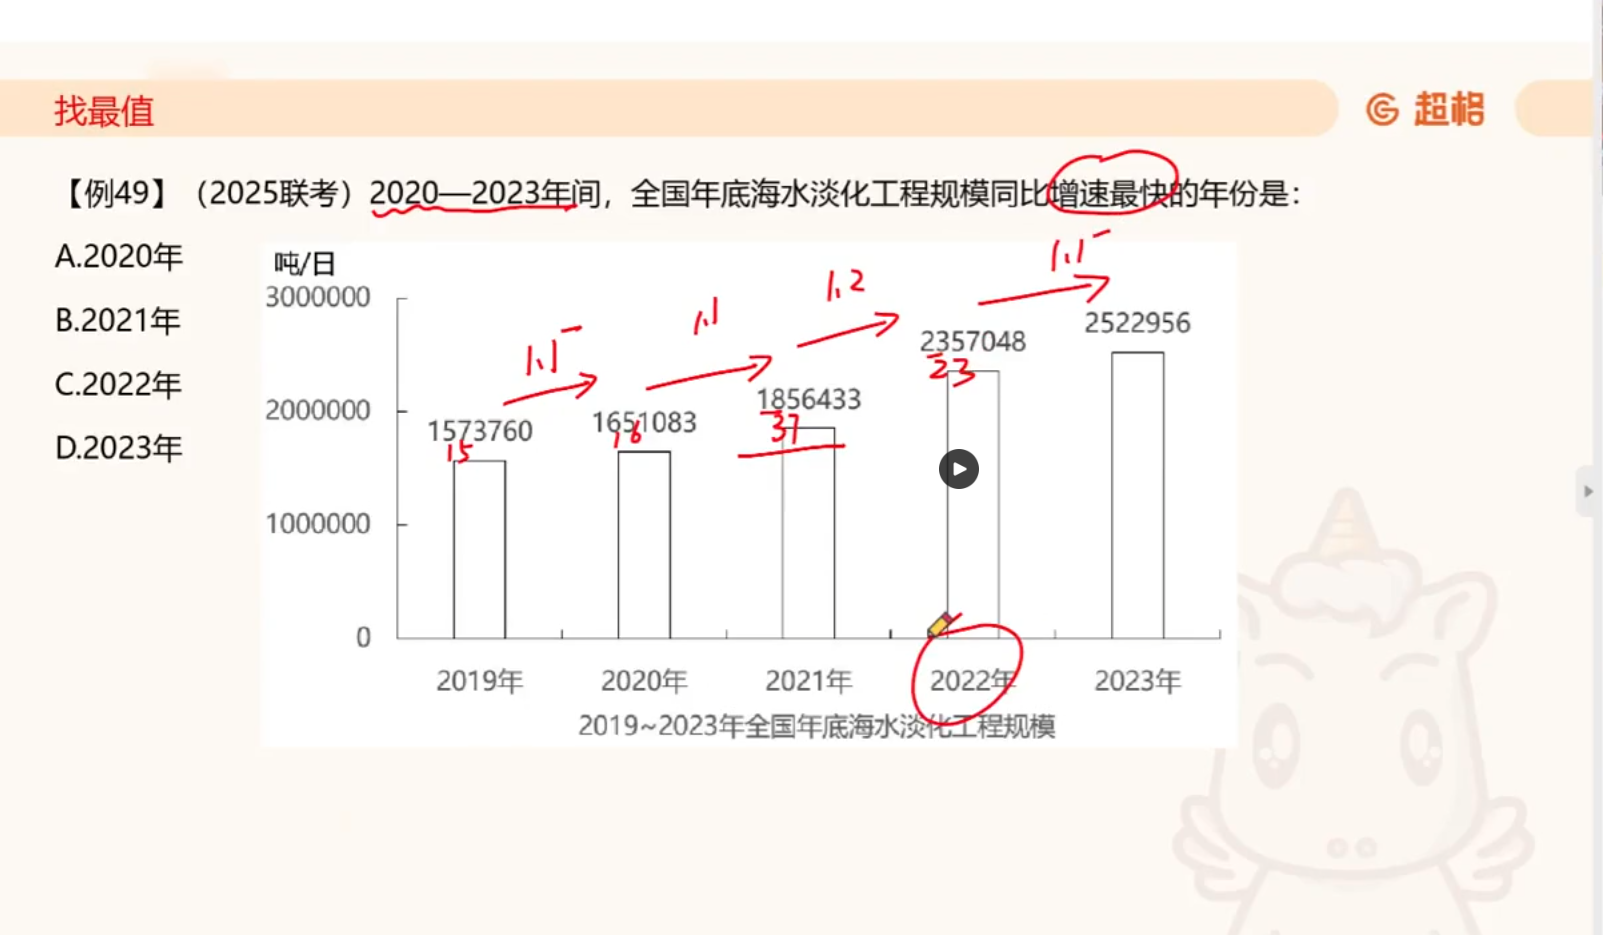 找最值
超格
【例49】（2025联考）2020—2023年间，全国年底海水淡化工程规模同比增速最快的年份是：
A.2020年
B.2021年
C.2022年
D.2023年
吨/日
3000000
2000000
1000000
0
1573760
1651083
1856433
2357048
2522956
1.1-
1.1
1.2
1.1-
15
16
37
23
2019年
2020年
2021年
2022年
2023年
2019~2023年全国年底海水淡化工程规模